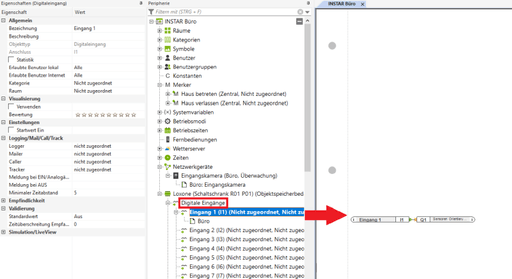 Eigenschaften (Digitaleingang)
Eigenschaft Wert
Allgemein
Bezeichnung Eingang 1
Beschreibung
Objekttyp Digitaleingang
Anschluss I1
Statistik
Erlaubte Benutzer lokal Alle
Erlaubte Benutzer Internet Alle
Kategorie Nicht zugeordnet
Raum Nicht zugeordnet
Visualisierung
Verwenden
Bewertung
Einstellungen
Startwert Ein
Logging/Mail/Call/Track
Logger nicht zugeordnet
Mailer nicht zugeordnet
Caller nicht zugeordnet
Tracker nicht zugeordnet
Meldung bei EIN/Analogä...
Meldung bei AUS
Minimaler Zeitabstand 5
Empfindlichkeit
Validierung
Standardwert Aus
Zeitüberschreitung Empfa... 0
Simulation/LiveView
Peripherie
Filtern mit (STRG + F)
INSTAR Büro
Räume
Kategorien
Symbole
Benutzer
Benutzergruppen
Konstanten
Merker
Haus betreten (Zentral, Nicht zugeordnet)
Haus verlassen (Zentral, Nicht zugeordnet)
Systemvariablen
Betriebsmodi
Betriebszeiten
Fernbedienungen
Wetterserver
Zeiten
Netzwerkgeräte
Eingangskamera (Büro, Überwachung)
Büro: Eingangskamera
Loxone (Schaltschrank R01 P01) (Objektspeicherbed
Digitale Eingänge
Eingang 1 (I1) (Nicht zugeordnet, Nicht zu
Büro
Eingang 2 (I2) (Nicht zugeordnet, Nicht zu
Eingang 3 (I3) (Nicht zugeordnet, Nicht zu
Eingang 4 (I4) (Nicht zugeordnet, Nicht zu
Eingang 5 (I5) (Nicht zugeordnet, Nicht zu
Eingang 6 (I6) (Nicht zugeordnet, Nicht zu
Eingang 7 (I7) (Nicht zugeordnet, Nicht zu
INSTAR Büro
Eingang 1 I1 Q1